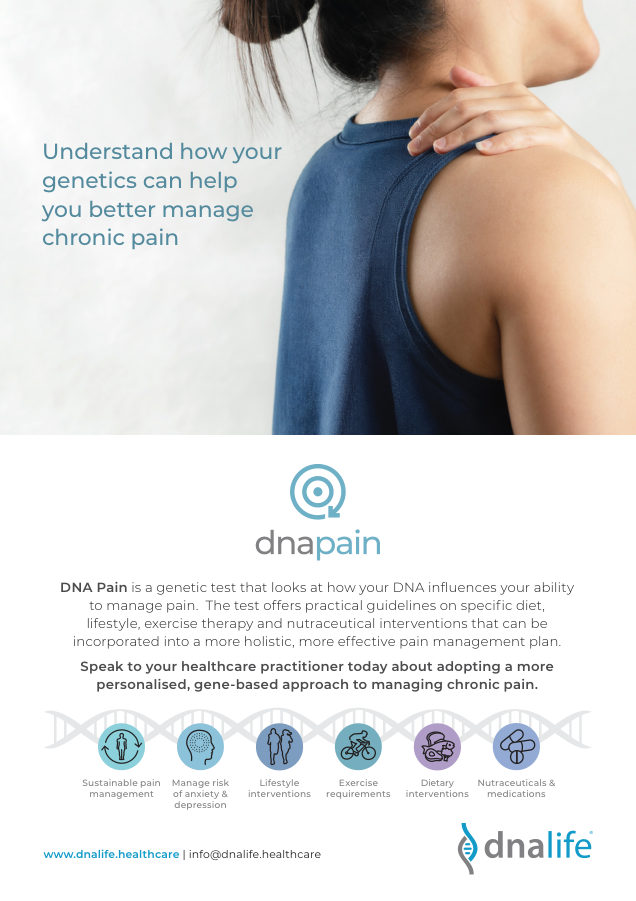 Understand how your
genetics can help
you better manage
chronic pain
dnapain
DNA Pain is a genetic test that looks at how your DNA influences your ability
to manage pain. The test offers practical guidelines on specific diet,
lifestyle, exercise therapy and nutraceutical interventions that can be
incorporated into a more holistic, more effective pain management plan.
Speak to your healthcare practitioner today about adopting a more
personalised, gene-based approach to managing chronic pain.
Sustainable pain
management
Manage risk
of anxiety &
depression
Lifestyle
interventions
Exercise
requirements
Dietary
interventions
Nutraceuticals &
medications
www.dnalife.healthcare | info@dnalife.healthcare
dnalife®